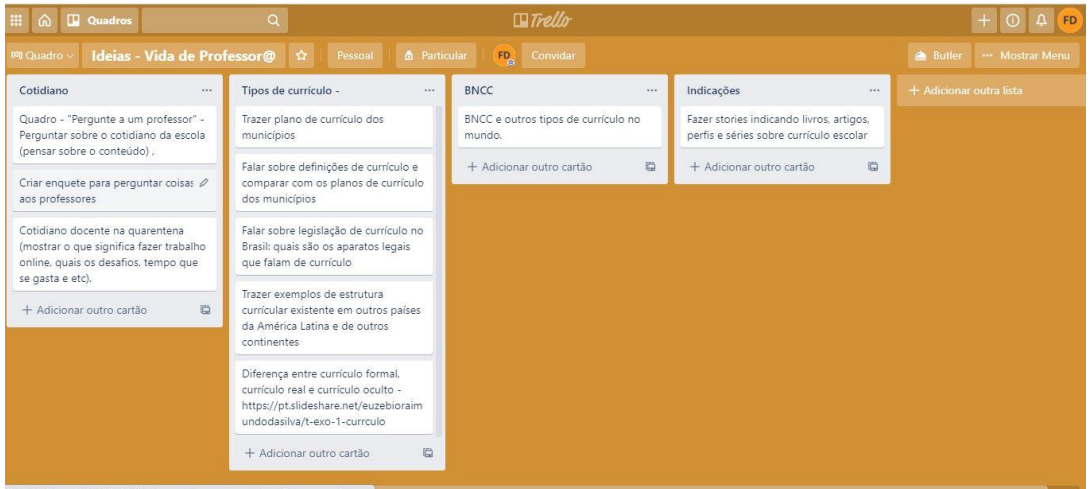 Quadros
Trello
FD
Quadro
Ideias - Vida de Professor@
Pessoal
Particular
FD
Convidar
Butler
Mostrar Menu
Cotidiano
Quadro - "Pergunte a um professor" -
Perguntar sobre o cotidiano da escola
(pensar sobre o conteúdo) .
Criar enquete para perguntar coisas
aos professores
Cotidiano docente na quarentena
(mostrar o que significa fazer trabalho
online, quais os desafios, tempo que
se gasta e etc).
+ Adicionar outro cartão
Tipos de currículo -
Trazer plano de currículo dos
municípios
Falar sobre definições de currículo e
comparar com os planos de currículo
dos municípios
Falar sobre legislação de currículo no
Brasil: quais são os aparatos legais
que falam de currículo
Trazer exemplos de estrutura
currícular existente em outros países
da América Latina e de outros
continentes
Diferença entre currículo formal,
currículo real e currículo oculto -
https://pt.slideshare.net/euzebioraim
undodasilva/t-exo-1-currculo
+ Adicionar outro cartão
BNCC
BNCC e outros tipos de currículo no
mundo.
+ Adicionar outro cartão
Indicações
Fazer stories indicando livros, artigos,
perfis e séries sobre currículo escolar
+ Adicionar outro cartão
+ Adicionar outra lista